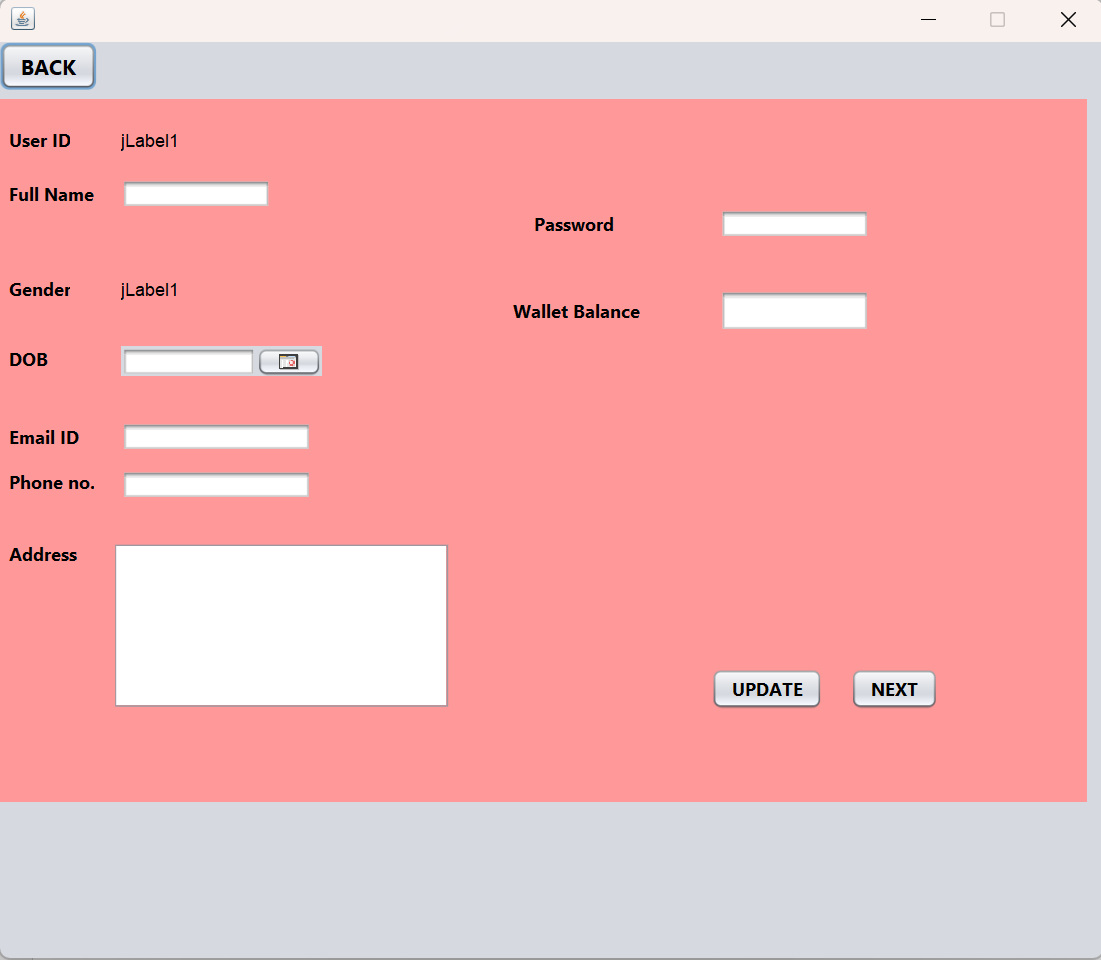 BACK
User ID jLabel1
Full Name
Password
Gender jLabel1
Wallet Balance
DOB
Email ID
Phone no.
Address
UPDATE NEXT